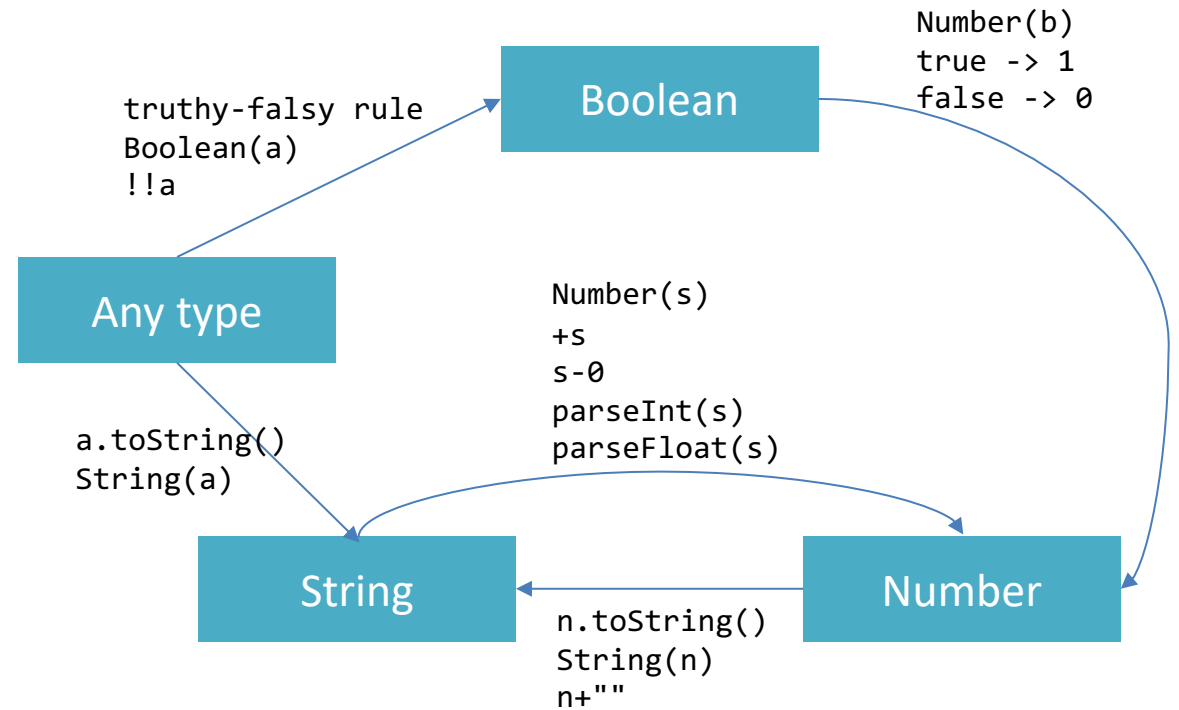 Number(b)
true -> 1
false -> 0
Boolean
truthy-falsy rule
Boolean(a)
!!a
Any type
Number(s)
+s
s-0
parseInt(s)
parseFloat(s)
a.toString()
String(a)
String
Number
n.toString()
String(n)
n+""